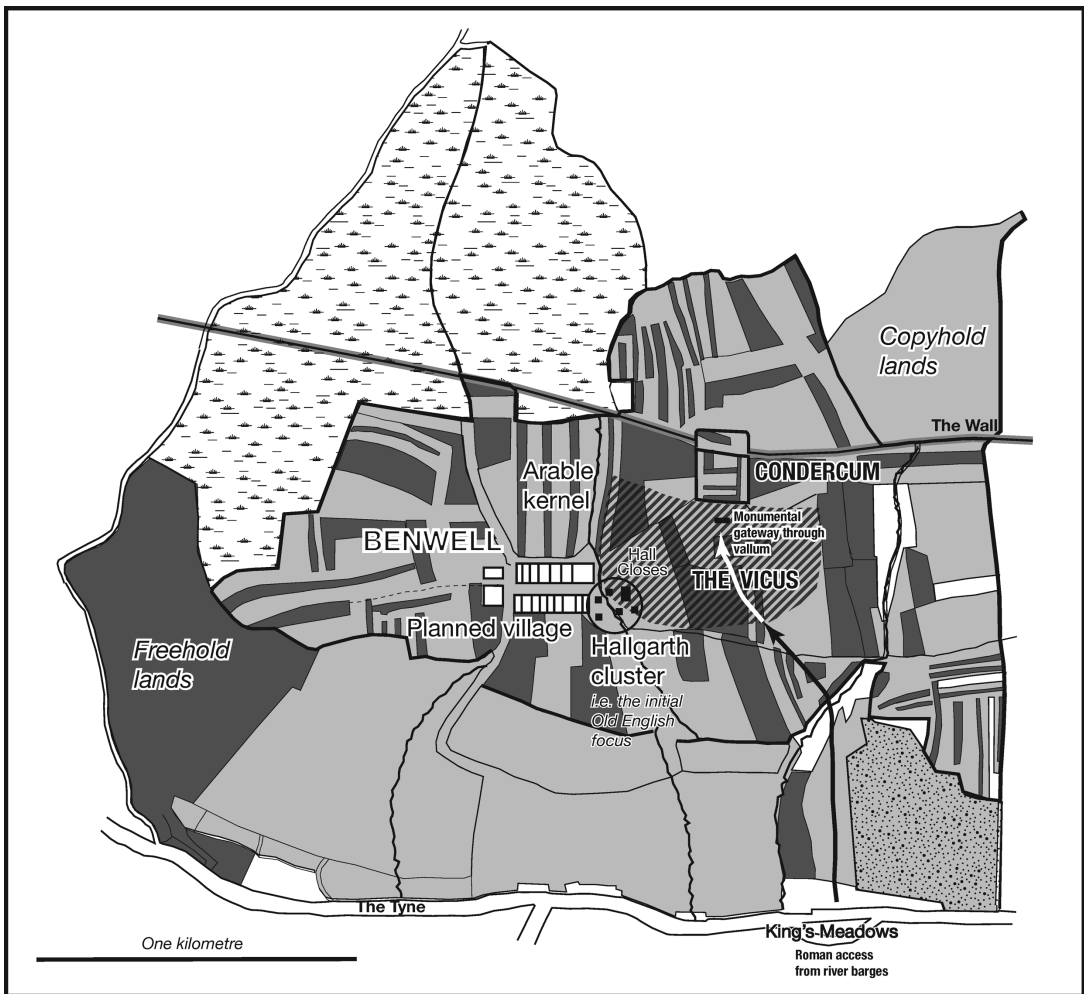 Copyhold
lands
The Wall
CONDERCUM
Arable
kernel
Monumental
gateway through
vallum
BENWELL
Hall
Closes
THE VICUS
Planned village
Freehold
lands
Hallgarth
cluster
i.e. the initial
Old English
focus
The Tyne
King's Meadows
Roman access
from river barges
One kilometre